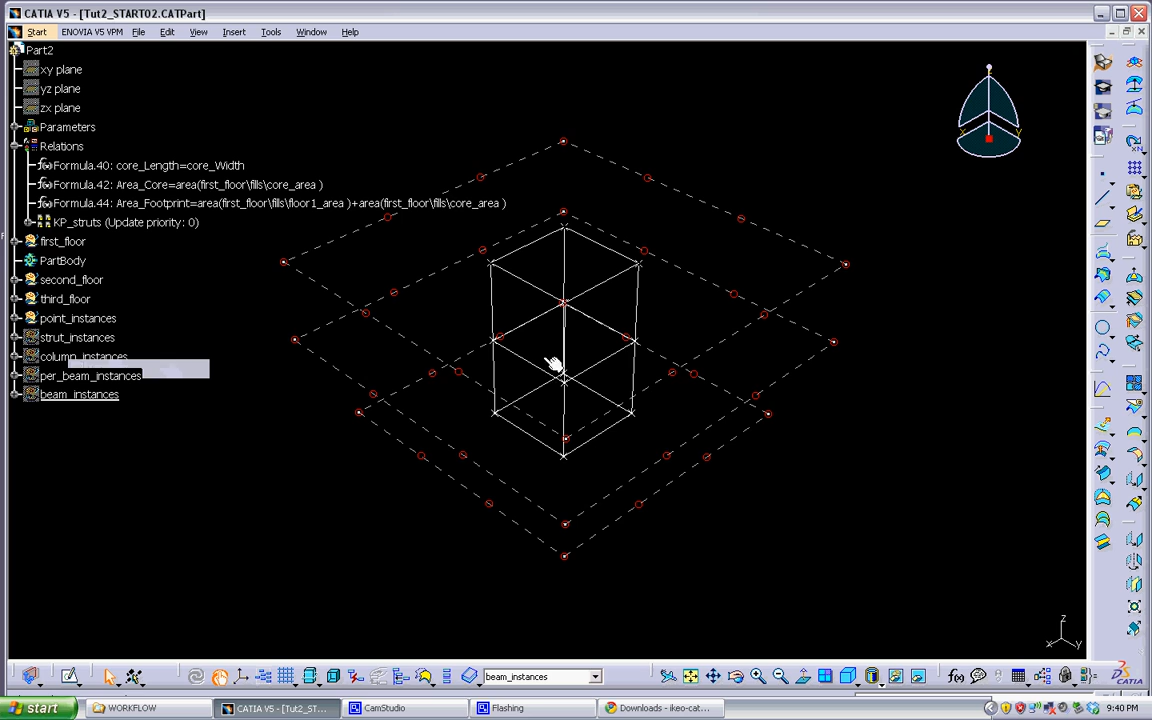 CATIA V5 - [Tut2_START02.CATPart]
Start ENOVIA V5 VPM File Edit View Insert Tools Window Help
Part2
xy plane
yz plane
zx plane
Parameters
Relations
Formula.40: core_Length=core_Width
Formula.42: Area_Core=area(first_floor\fills\core_area )
Formula.44: Area_Footprint=area(first_floor\fills\floor1_area )+area(first_floor\fills\core_area )
KP_struts (Update priority: 0)
first_floor
PartBody
second_floor
third_floor
point_instances
strut_instances
column_instances
per_beam_instances
beam_instances
Z
X Y
beam_instances
CATIA
start WORKFLOW CATIA V5 - [Tut2_ST... CamStudio Flashing Downloads - ikeo-catia... 9:40 PM